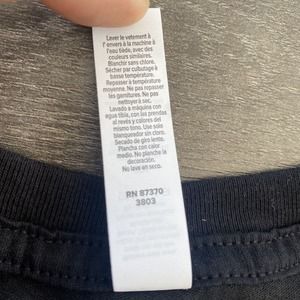 Laver le vêtement à
l' envers à la machine à
l'eau tiède, avec des
couleurs similaires.
Blanchir sans chlore.
Sécher par culbutage à
basse température.
Repasser à température
moyenne. Ne pas repasser
les garnitures. Ne pas
nettoyer à sec.
Lavado a máquina con
agua tibia, con las prendas
al revés y colores del
mismo tono. Use solo
blanqueador sin cloro.
Secado de giro lento.
Plancha con calor
medio. No planche la
decoración.
No lava en seco.
RN 87370
3803